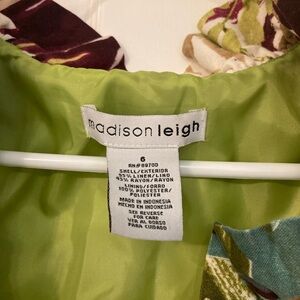 madison leigh
6
RN#89700
SHELL/EXTERIOR
55% LINEN/LINO
45% RAYON/RAYON
LINING/FORRO
100% POLYESTER/
POLIESTER
MADE IN INDONESIA
HECHO EN INDONESIA
SEE REVERSE
FOR CARE
VER AL DORSO
PARA CUIDADO